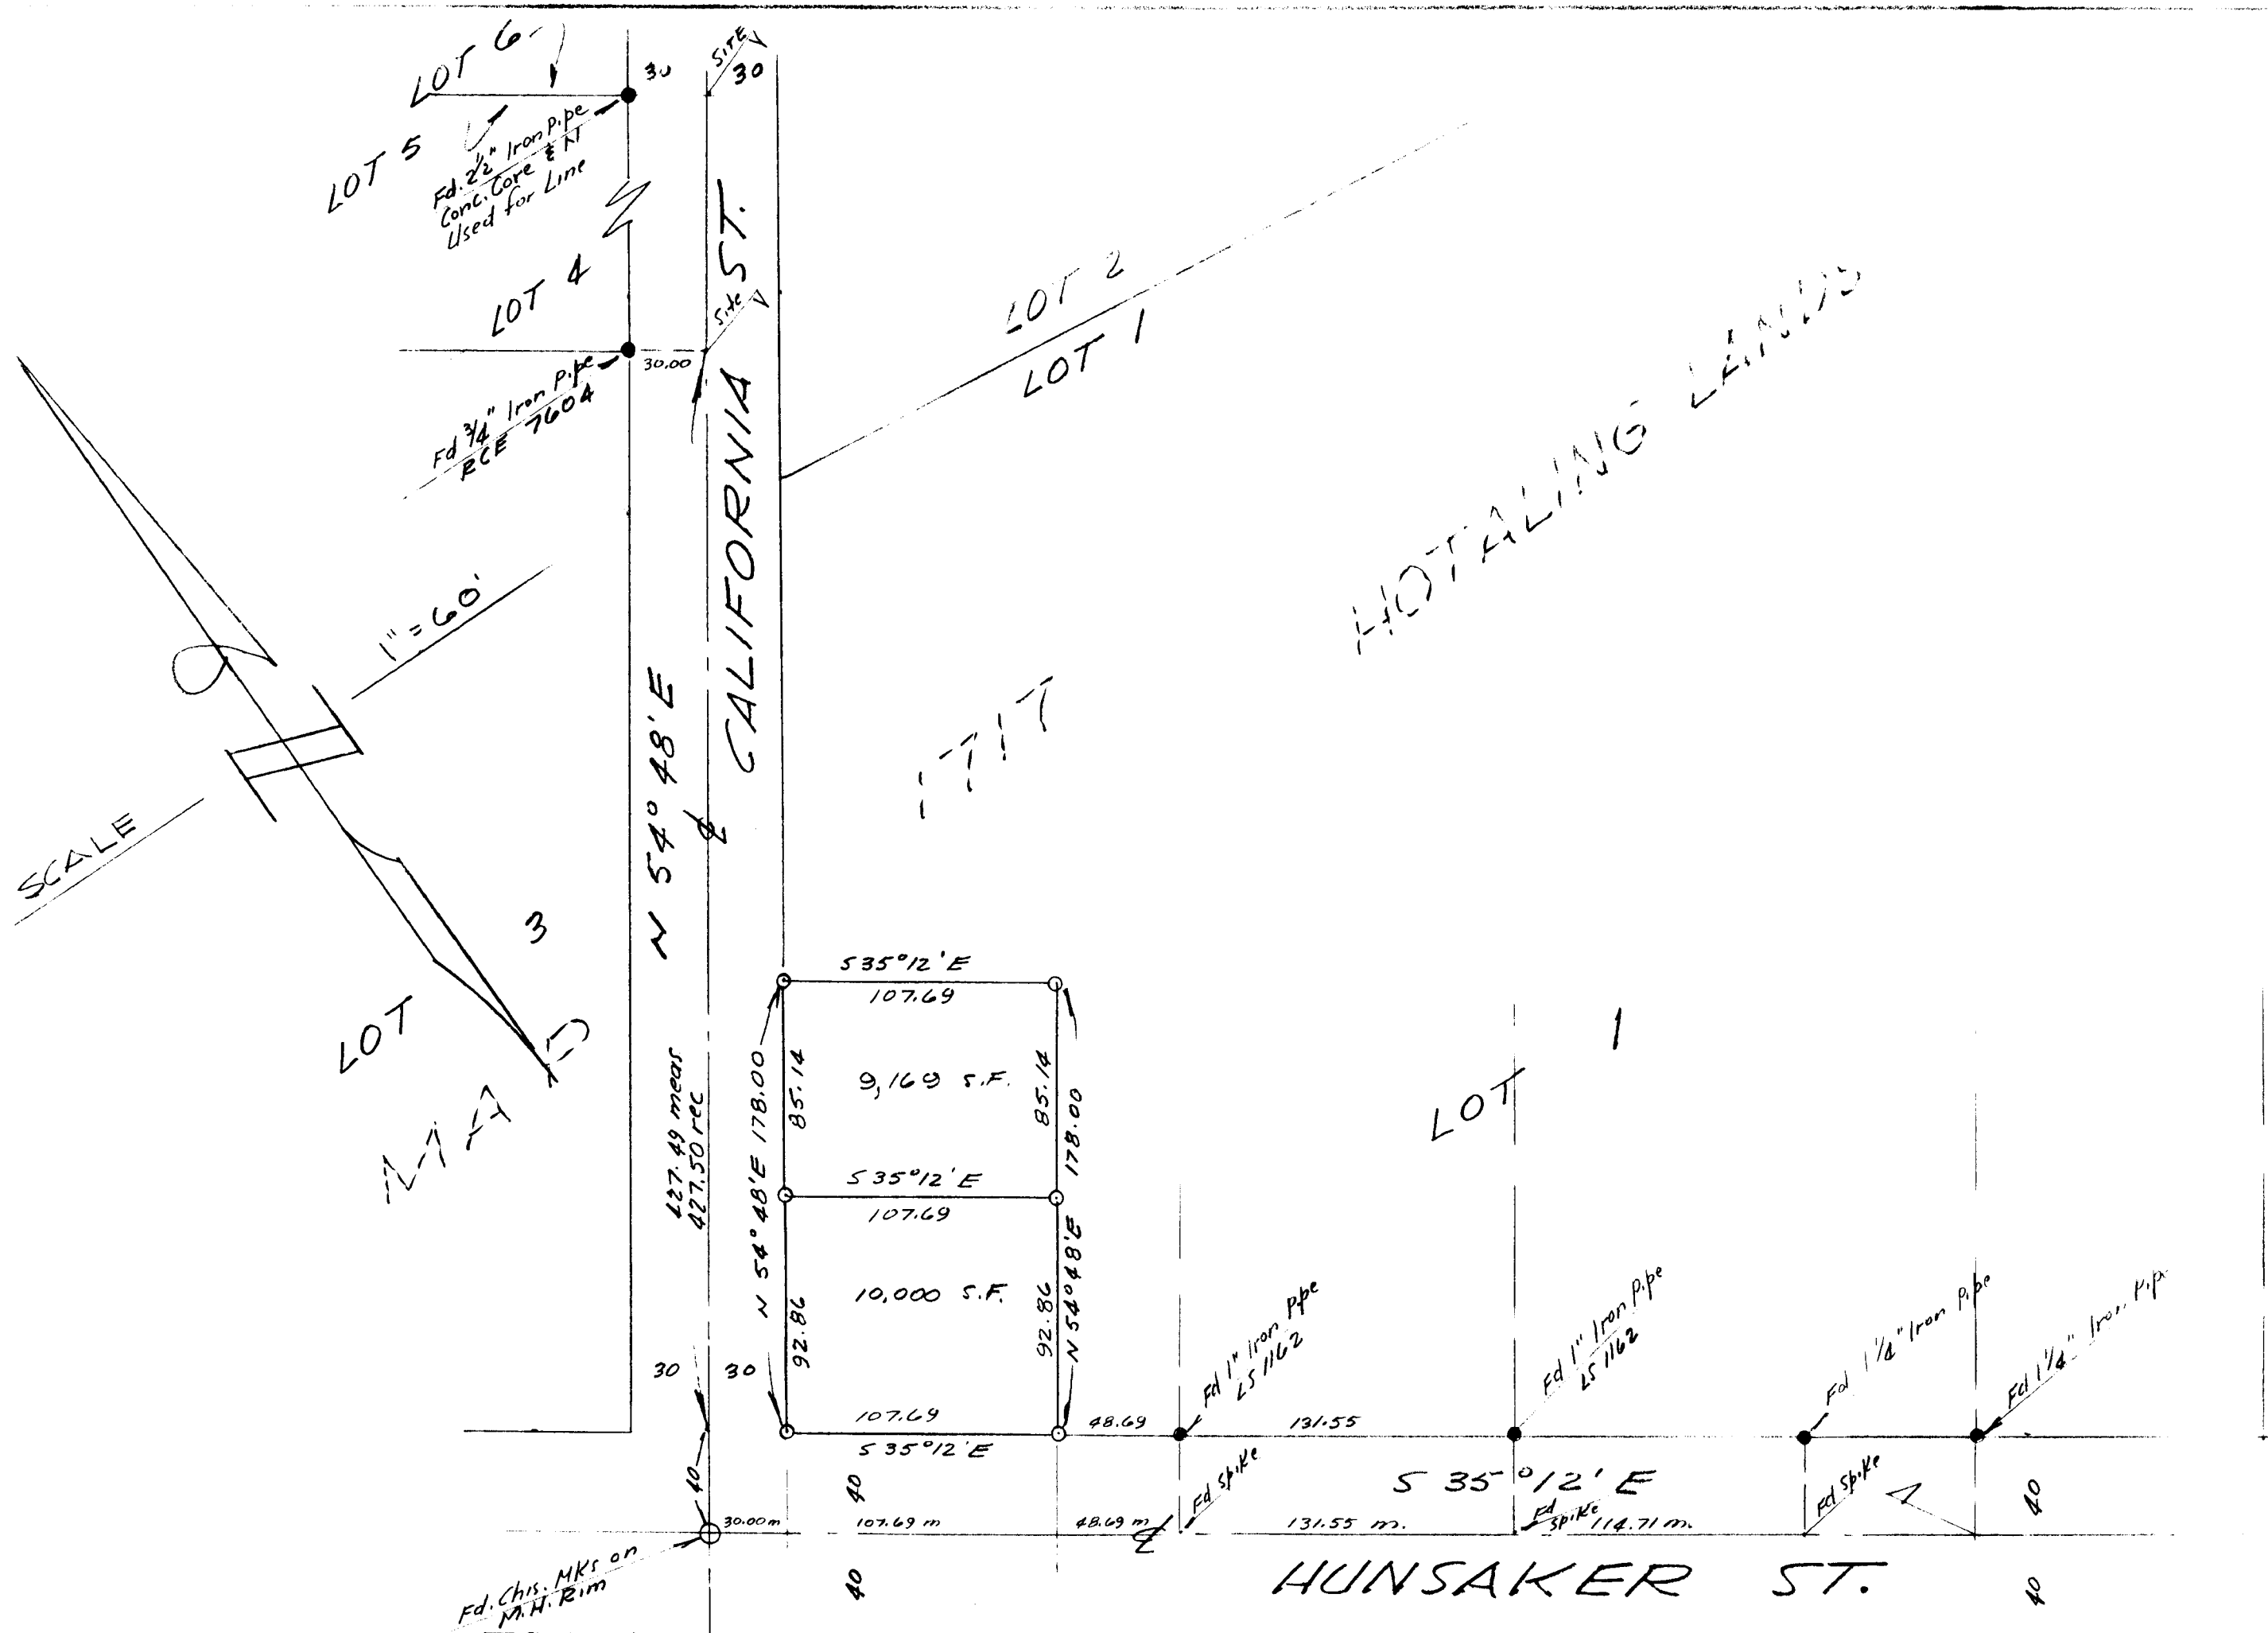 LOT 6
30
SITE
30
LOT 5
Fd. 2½" Iron Pipe
Conc. Core & N
Used for Line
LOT 4
30.00
Site
Fd ¾" Iron Pipe
RCE 7604
CALIFORNIA ST.
LOT 2
LOT 1
HOTALING LANDS
SCALE
1" = 60'
N 54° 48' E
LOT 3
427.49 meas
427.50 rec
S 35° 12' E
107.69
N 54° 48' E 178.00
85.14
9,169 S.F.
85.14
178.00
S 35° 12' E
107.69
92.86
10,000 S.F.
92.86
N 54° 48' E
LOT 1
30
30
107.69
S 35° 12' E
48.69
Fd 1" Iron Pipe
LS 1162
131.55
Fd 1" Iron Pipe
LS 1162
Fd 1¼" Iron Pipe
Fd 1¼" Iron Pip
40
40
Fd Spike
S 35° 12' E
Fd Spike
Fd Spike
40
30.00 m
107.69 m
48.69 m
131.55 m.
114.71 m.
Fd. Chis. MKs on
M.H. Rim
40
HUNSAKER ST.
40